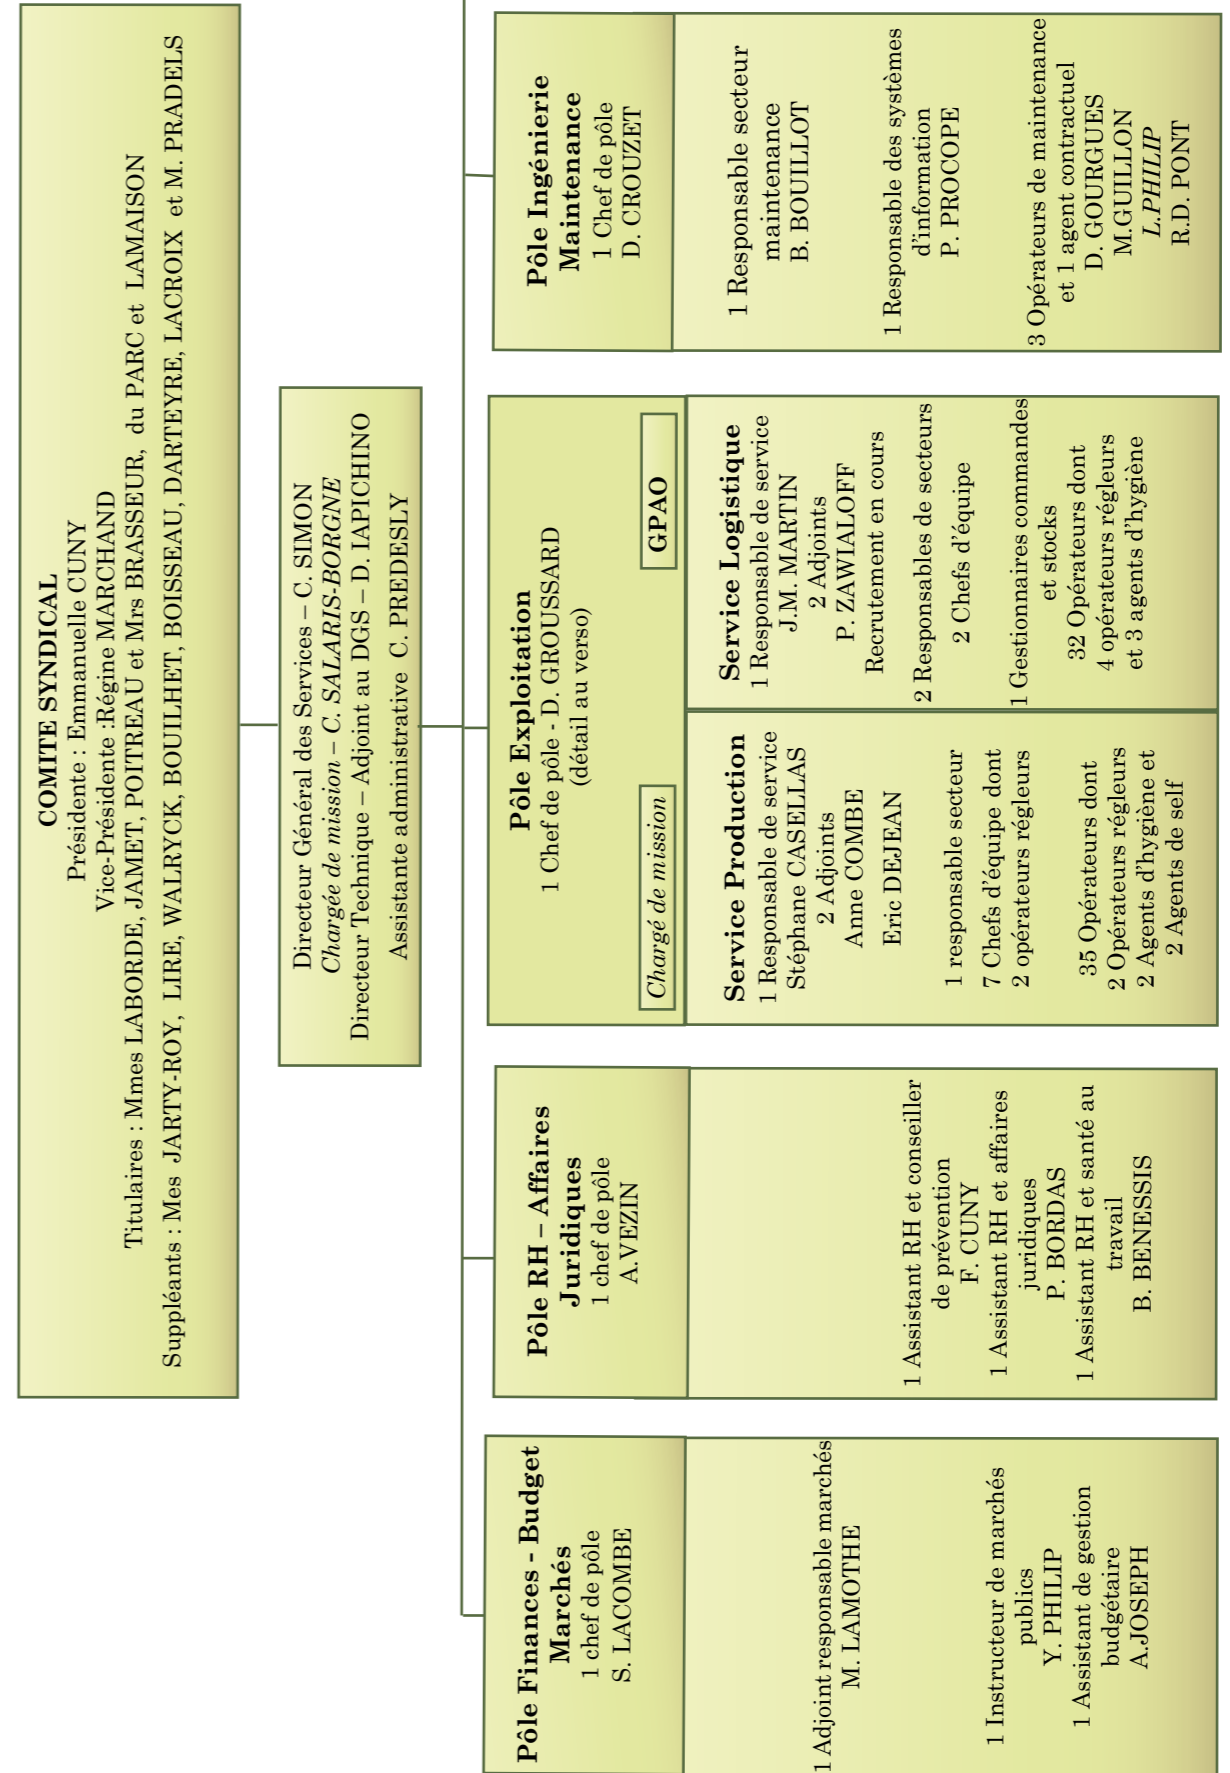 COMITE SYNDICAL
Présidente : Emmanuelle CUNY
Vice-Présidente :Régine MARCHAND
Titulaires : Mmes LABORDE, JAMET, POITREAU et Mrs BRASSEUR, du PARC et LAMAISON
Suppléants : Mes JARTY-ROY, LIRE, WALRYCK, BOUILHET, BOISSEAU, DARTEYRE, LACROIX et M. PRADELS
Directeur Général des Services – C. SIMON
Chargée de mission – C. SALARIS-BORGNE
Directeur Technique – Adjoint au DGS – D. IAPICHINO
Assistante administrative C. PREDESLY
Pôle Finances - Budget
Marchés
1 chef de pôle
S. LACOMBE
1 Adjoint responsable marchés
M. LAMOTHE
1 Instructeur de marchés
publics
Y. PHILIP
1 Assistant de gestion
budgétaire
A.JOSEPH
Pôle RH – Affaires
Juridiques
1 chef de pôle
A.VEZIN
1 Assistant RH et conseiller
de prévention
F. CUNY
1 Assistant RH et affaires
juridiques
P. BORDAS
1 Assistant RH et santé au
travail
B. BENESSIS
Pôle Exploitation
1 Chef de pôle - D. GROUSSARD
(détail au verso)
Chargé de mission
GPAO
Service Production
1 Responsable de service
Stéphane CASELLAS
2 Adjoints
Anne COMBE
Eric DEJEAN
1 responsable secteur
7 Chefs d'équipe dont
2 opérateurs régleurs
35 Opérateurs dont
2 Opérateurs régleurs
2 Agents d'hygiène et
2 Agents de self
Service Logistique
1 Responsable de service
J.M. MARTIN
2 Adjoints
P. ZAWIALOFF
Recrutement en cours
2 Responsables de secteurs
2 Chefs d'équipe
1 Gestionnaires commandes
et stocks
32 Opérateurs dont
4 opérateurs régleurs
et 3 agents d'hygiène
Pôle Ingénierie
Maintenance
1 Chef de pôle
D. CROUZET
1 Responsable secteur
maintenance
B. BOUILLOT
1 Responsable des systèmes
d'information
P. PROCOPE
3 Opérateurs de maintenance
et 1 agent contractuel
D. GOURGUES
M.GUILLON
L.PHILIP
R.D. PONT